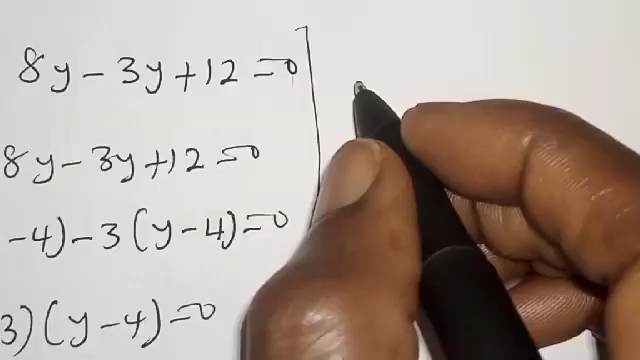 8y - 3y + 12 = 0
8y - 3y + 12 = 0
- 4) - 3 (y - 4) = 0
3) (y - 4) = 0